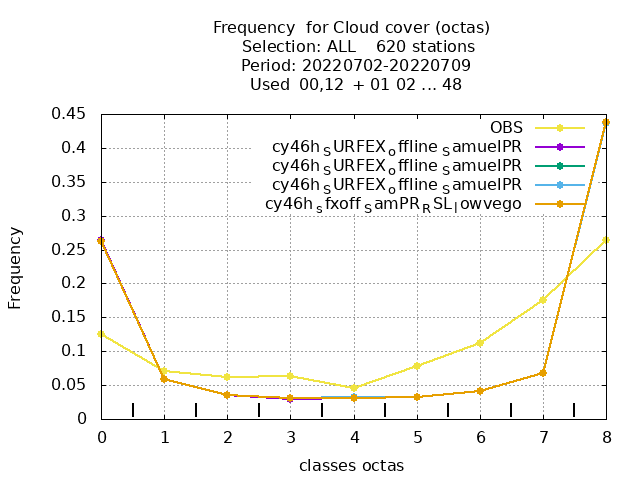 Frequency  for Cloud cover (octas)
Selection: ALL    620 stations
Period: 20220702-20220709
Used  00,12  + 01 02 ... 48
OBS
cy46h_SURFEX_offline_SamuelPR
cy46h_SURFEX_offline_SamuelPR
cy46h_SURFEX_offline_SamuelPR
cy46h_sfxoff_SamPR_RSL_lowvego
0.45
0.4
0.35
0.3
0.25
0.2
0.15
0.1
0.05
0
Frequency
0 1 2 3 4 5 6 7 8
classes octas